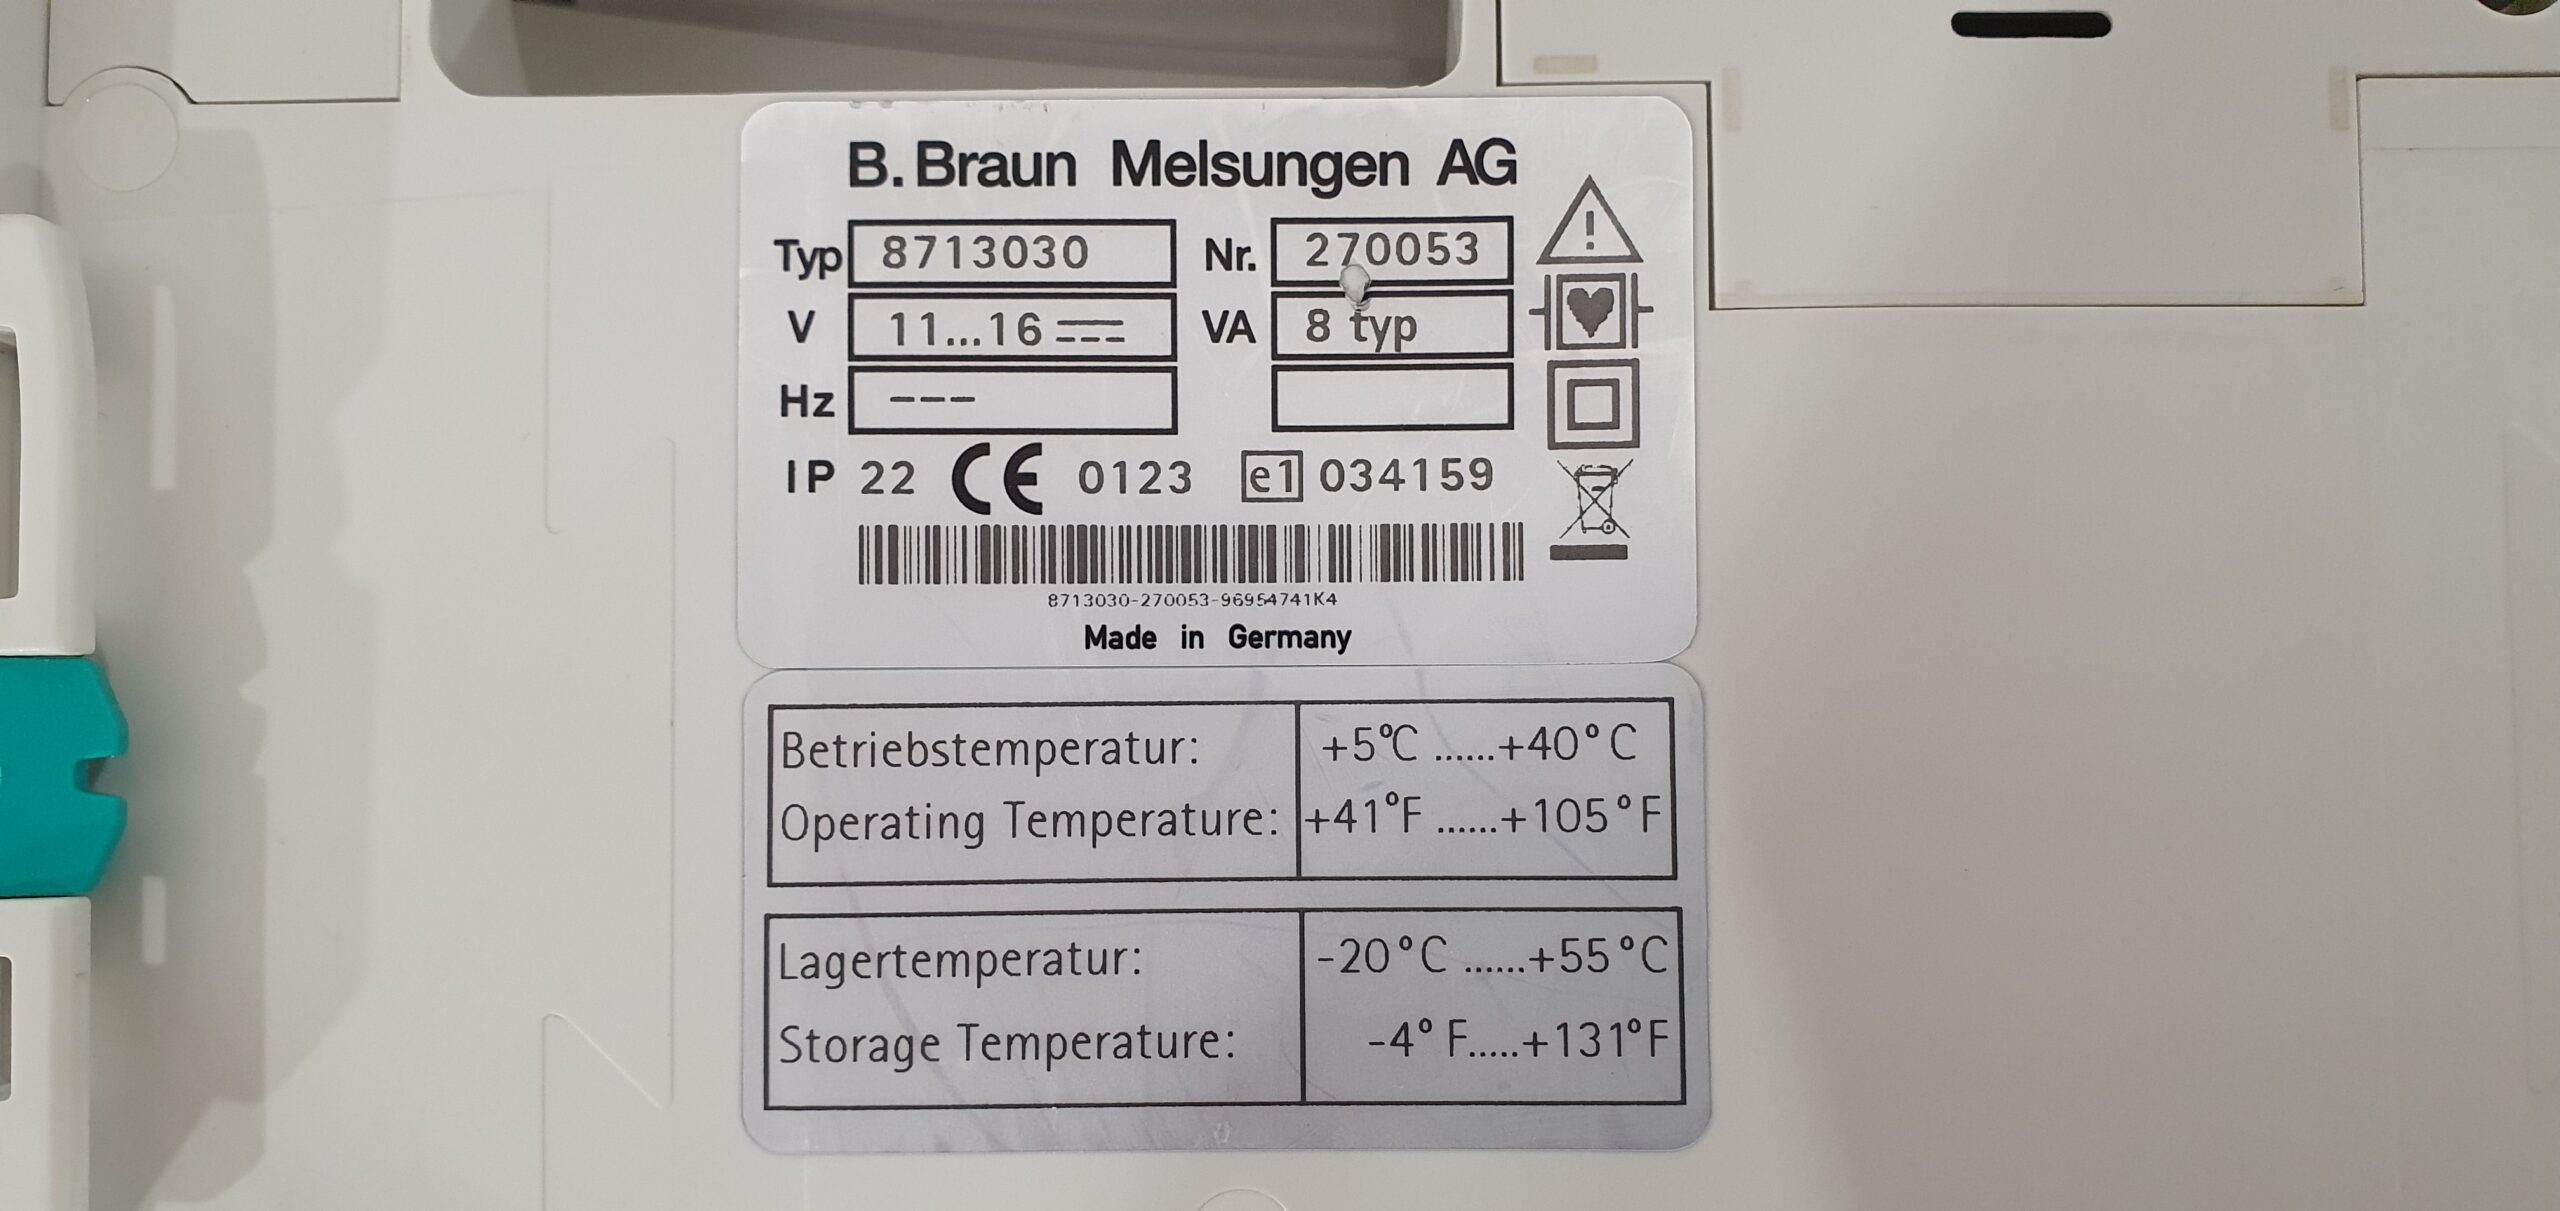 B. Braun Melsungen AG
Typ 8713030 Nr. 270053
V 11...16 VA 8 typ
Hz ---
IP 22 CE 0123 e1 034159
8713030-270053-96954741K4
Made in Germany
Betriebstemperatur: +5°C ......+40°C
Operating Temperature: +41°F ......+105°F
Lagertemperatur: -20°C ......+55°C
Storage Temperature: -4° F.....+131°F